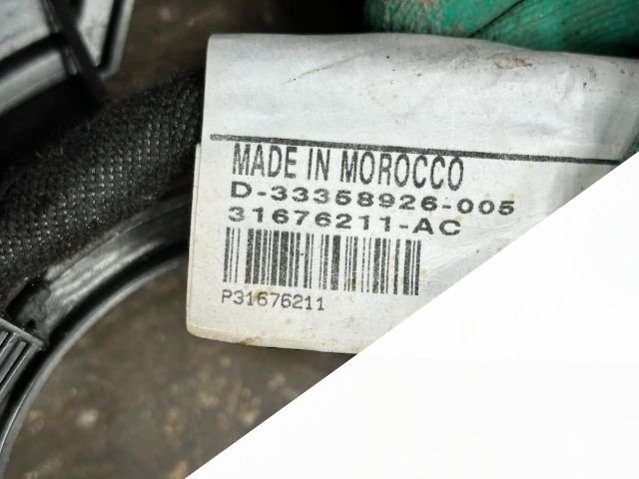 MADE IN MOROCCO
D-33358926-005
31676211-AC
P31676211